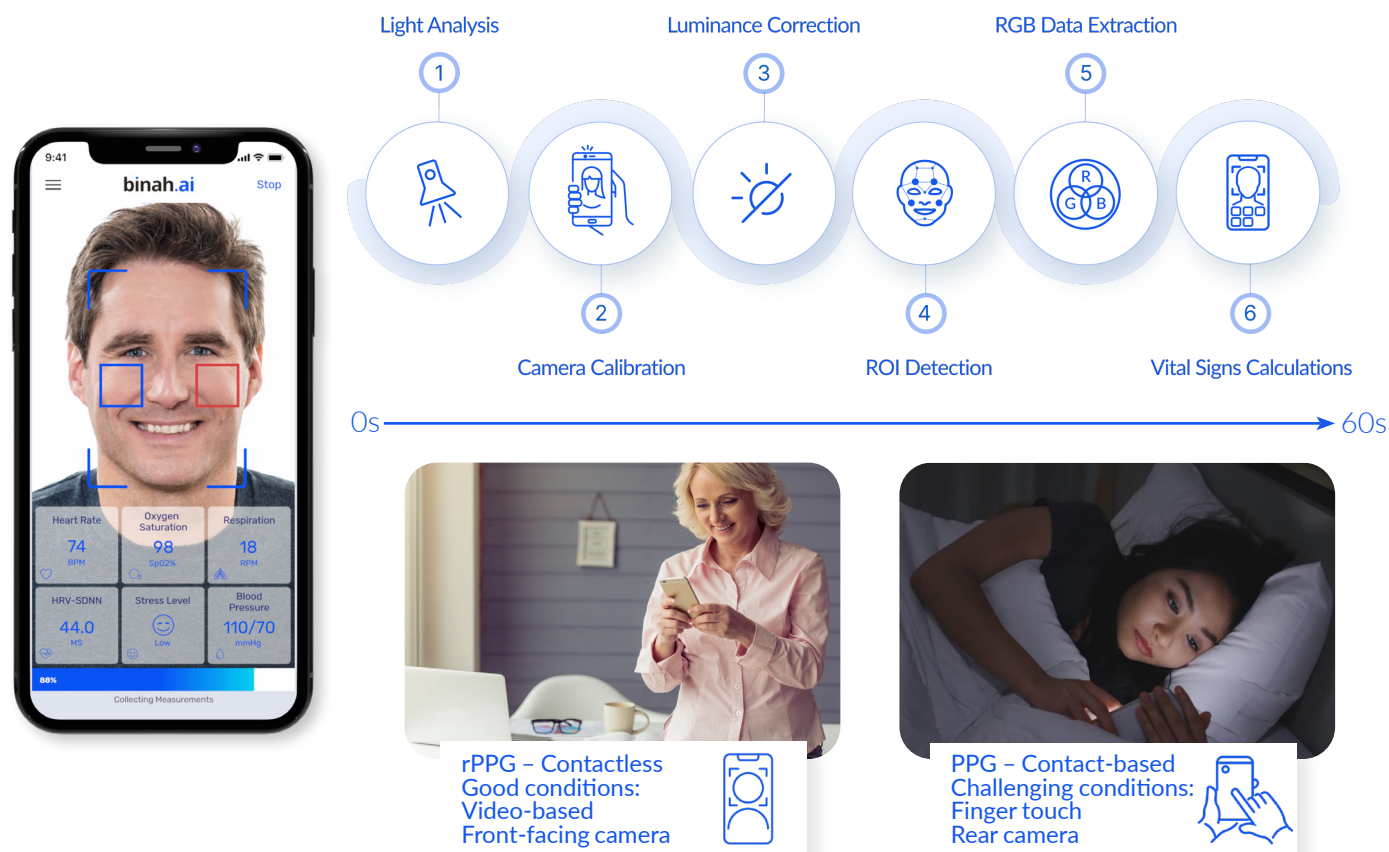 Light Analysis
Luminance Correction
RGB Data Extraction
1
3
5
R
G B
2
4
6
Camera Calibration
ROI Detection
Vital Signs Calculations
0s
60s
9:41
binah.ai
Stop
Heart Rate
74
BPM
Oxygen
Saturation
98
SpO2%
Respiration
18
RPM
HRV-SDNN
44.0
MS
Stress Level
Low
Blood
Pressure
110/70
mmHg
88%
Collecting Measurements
rPPG – Contactless
Good conditions:
Video-based
Front-facing camera
PPG – Contact-based
Challenging conditions:
Finger touch
Rear camera